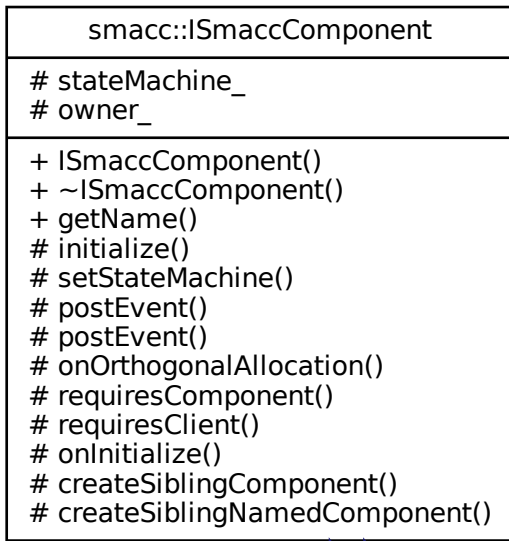 smacc::ISmaccComponent
# stateMachine_
# owner_
+ ISmaccComponent()
+ ~ISmaccComponent()
+ getName()
# initialize()
# setStateMachine()
# postEvent()
# postEvent()
# onOrthogonalAllocation()
# requiresComponent()
# requiresClient()
# onInitialize()
# createSiblingComponent()
# createSiblingNamedComponent()